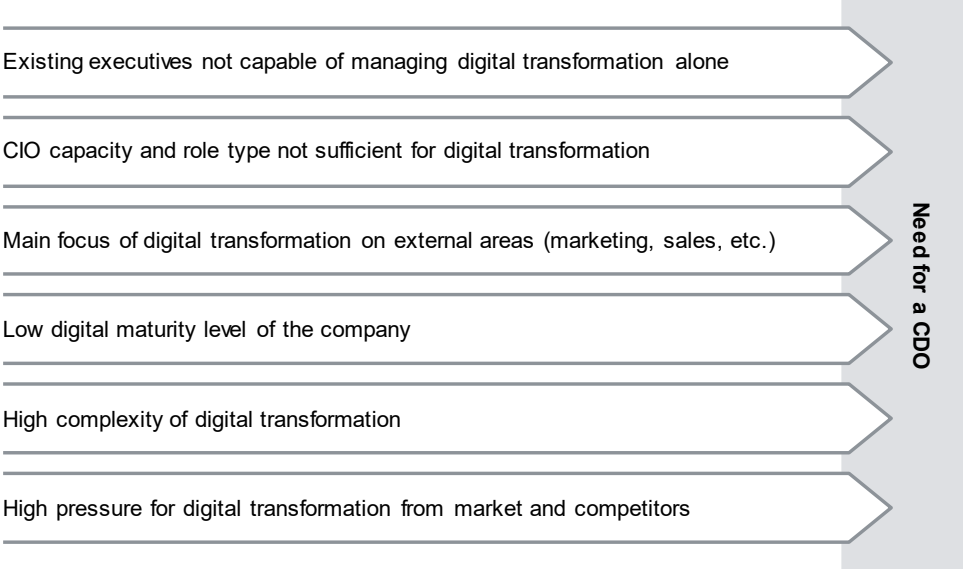 Existing executives not capable of managing digital transformation alone
CIO capacity and role type not sufficient for digital transformation
Main focus of digital transformation on external areas (marketing, sales, etc.)
Low digital maturity level of the company
High complexity of digital transformation
High pressure for digital transformation from market and competitors
Need for a CDO